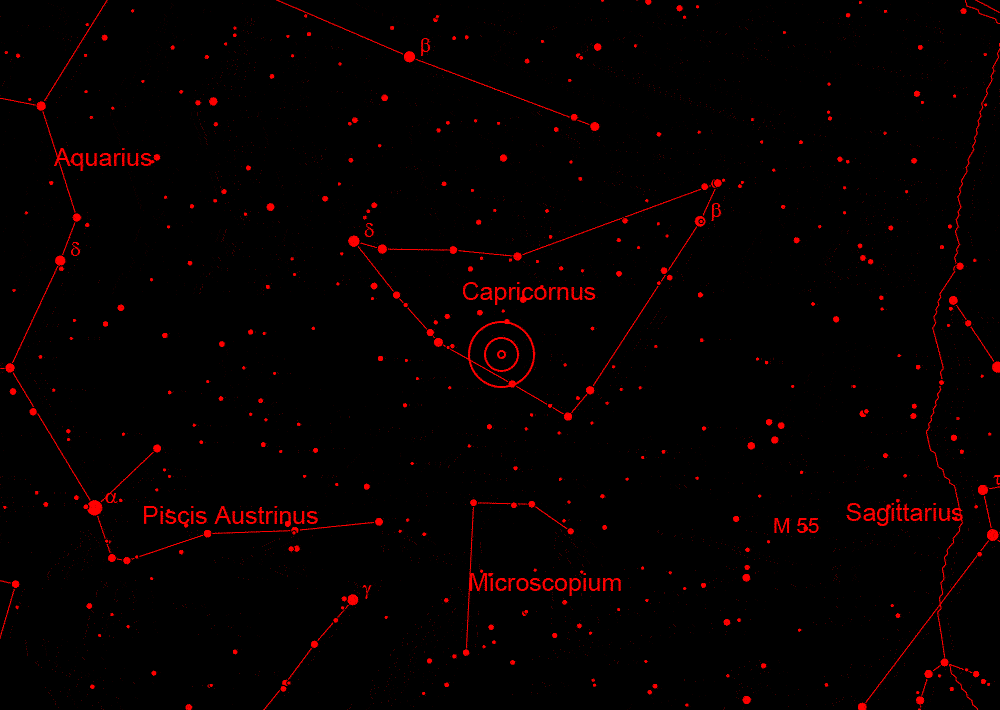 β
Aquarius
β
δ
δ
Capricornus
τ
α
Piscis Austrinus
Sagittarius
M 55
Microscopium
γ